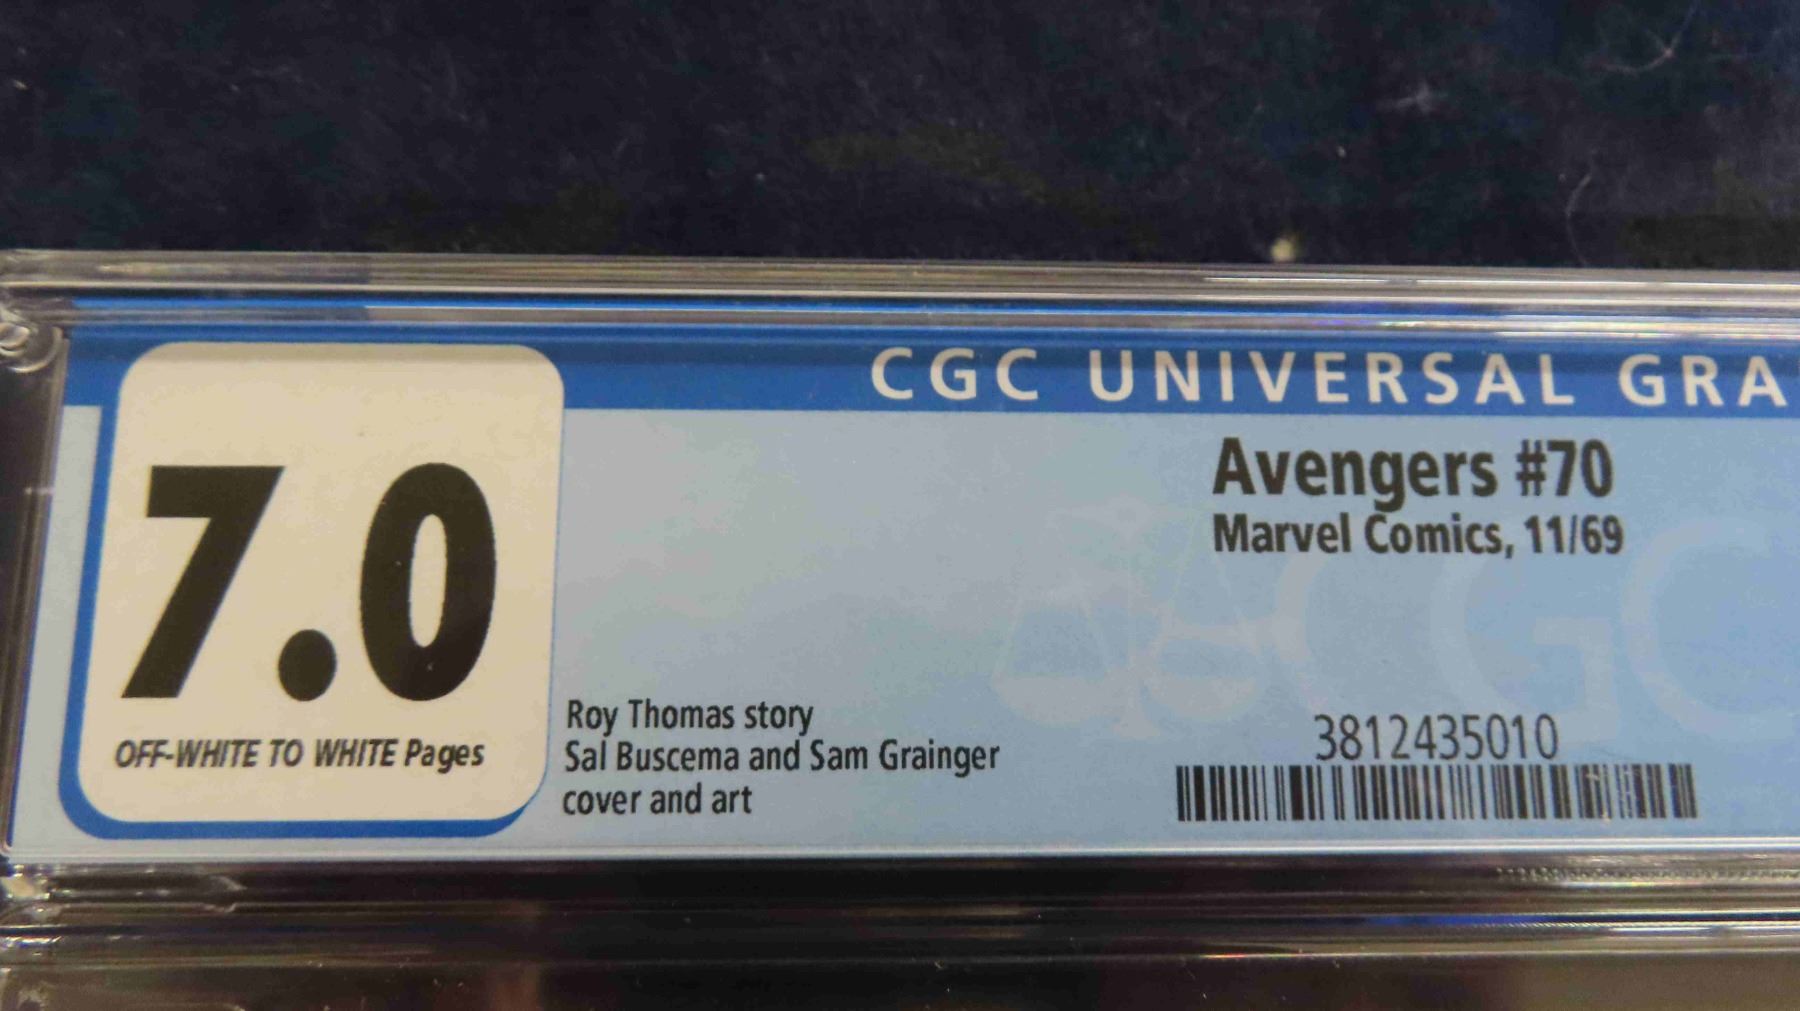 CGC UNIVERSAL GRA
Avengers #70
Marvel Comics, 11/69
7.0
OFF-WHITE TO WHITE Pages
Roy Thomas story
Sal Buscema and Sam Grainger
cover and art
3812435010
CGC